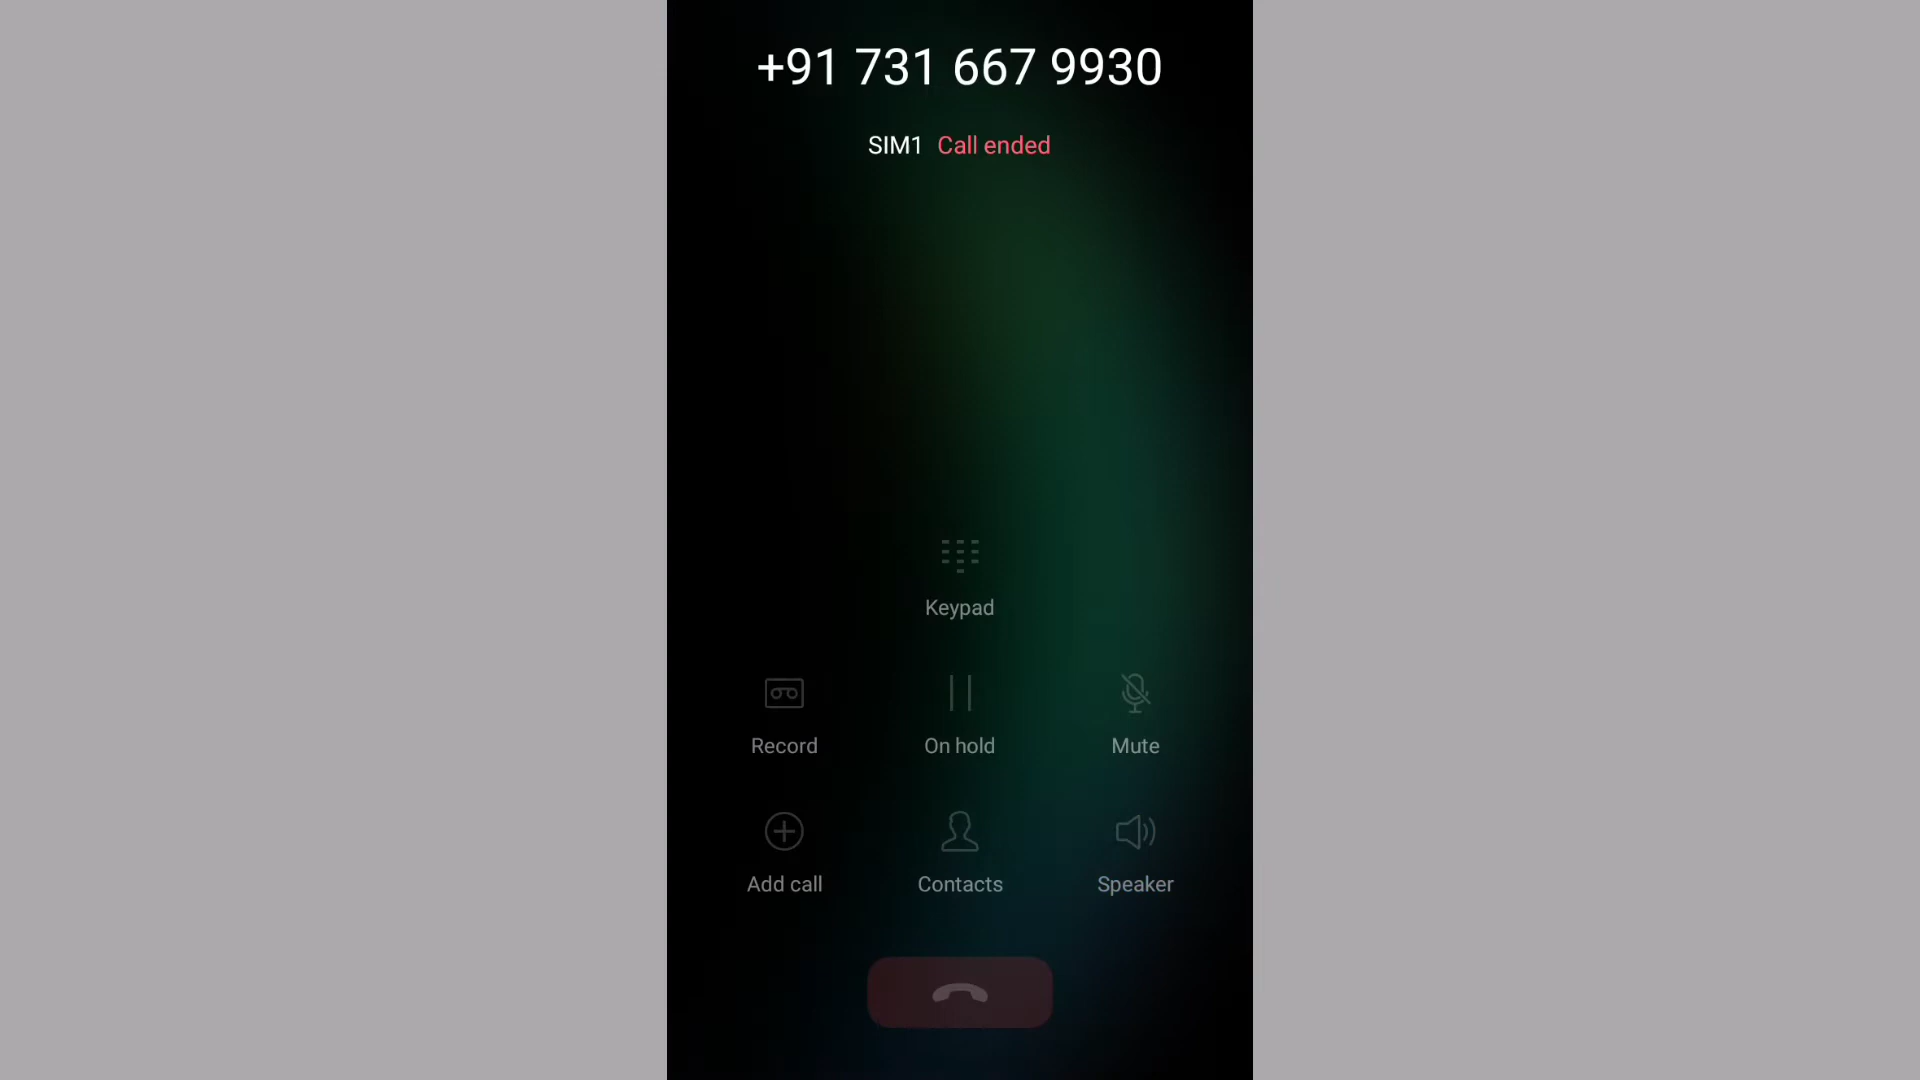 +91 731 667 9930
SIM1 Call ended
Keypad
Record On hold Mute
Add call Contacts Speaker